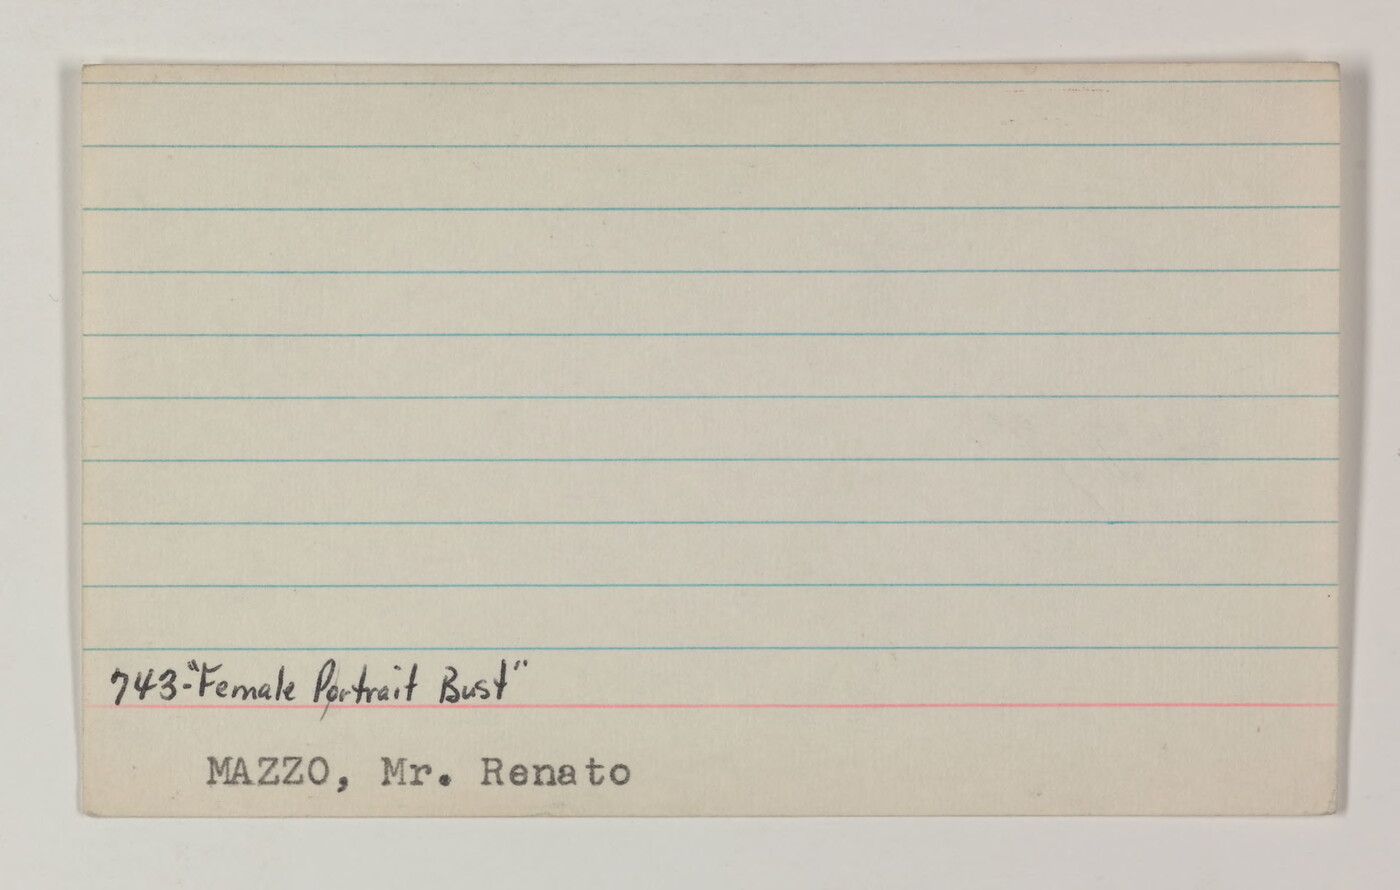 743-"Female Portrait Bust"
MAZZO, Mr. Renato